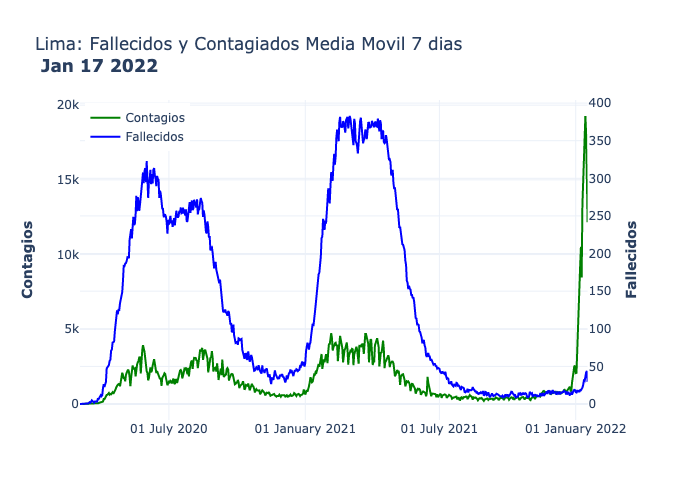 Lima: Fallecidos y Contagiados Media Movil 7 dias
Jan 17 2022
Contagios
Fallecidos
20k
15k
10k
5k
0
Contagios
400
350
300
250
200
150
100
50
0
Fallecidos
01 July 2020
01 January 2021
01 July 2021
01 January 2022